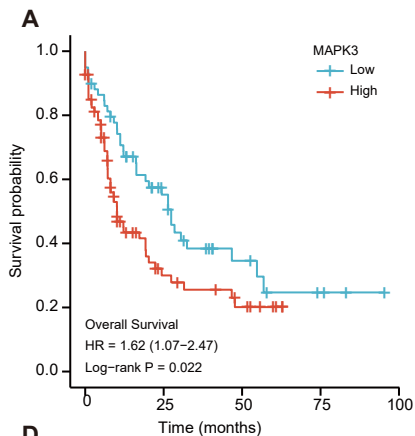 A
MAPK3
Low
High
Survival probability
1.0
0.8
0.6
0.4
0.2
0.0
Overall Survival
HR = 1.62 (1.07−2.47)
Log−rank P = 0.022
0 25 50 75 100
Time (months)
D